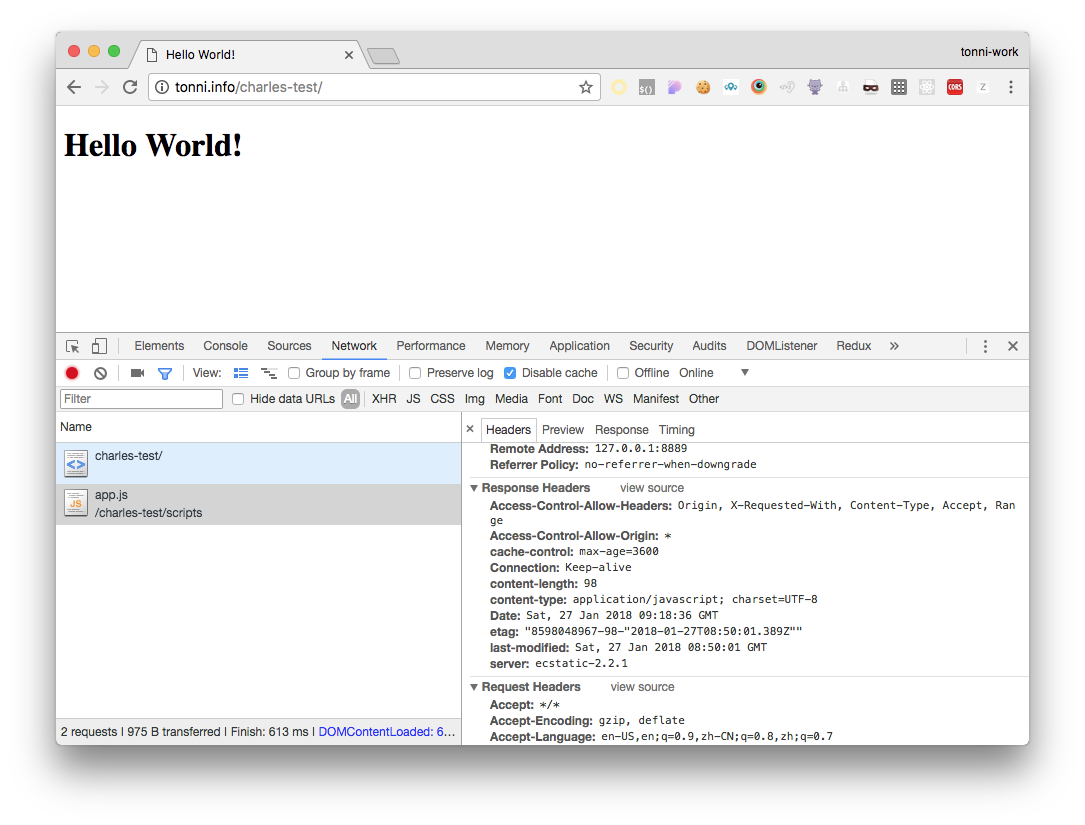 Hello World!
tonni-work
tonni.info/charles-test/
$()
CORS
Z
Hello World!
Elements Console Sources Network Performance Memory Application Security Audits DOMListener Redux »
View: Group by frame Preserve log Disable cache Offline Online
Filter Hide data URLs All XHR JS CSS Img Media Font Doc WS Manifest Other
Name
charles-test/
JS
app.js
/charles-test/scripts
2 requests | 975 B transferred | Finish: 613 ms | DOMContentLoaded: 6…
× Headers Preview Response Timing
Remote Address: 127.0.0.1:8889
Referrer Policy: no-referrer-when-downgrade
Response Headers view source
Access-Control-Allow-Headers: Origin, X-Requested-With, Content-Type, Accept, Ran
ge
Access-Control-Allow-Origin: *
cache-control: max-age=3600
Connection: Keep-alive
content-length: 98
content-type: application/javascript; charset=UTF-8
Date: Sat, 27 Jan 2018 09:18:36 GMT
etag: "8598048967-98-"2018-01-27T08:50:01.389Z""
last-modified: Sat, 27 Jan 2018 08:50:01 GMT
server: ecstatic-2.2.1
Request Headers view source
Accept: */*
Accept-Encoding: gzip, deflate
Accept-Language: en-US,en;q=0.9,zh-CN;q=0.8,zh;q=0.7